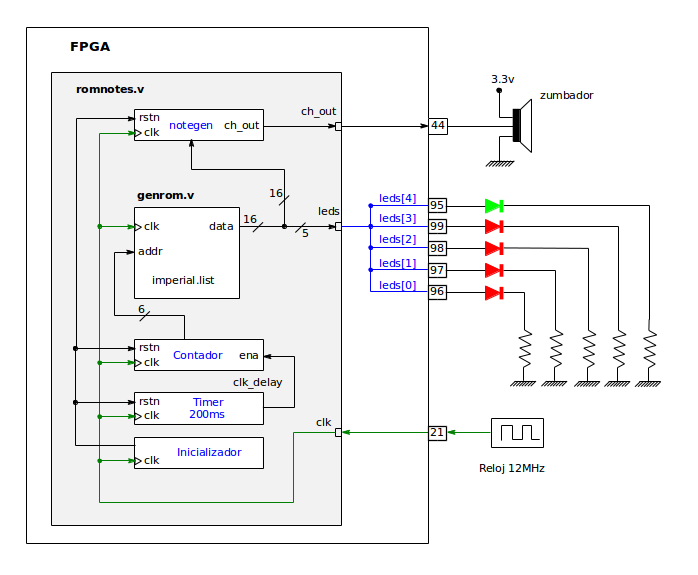 FPGA
romnotes.v
3.3v
zumbador
ch_out
rstn
notegen
ch_out
44
clk
16
genrom.v
leds
leds[4]
95
clk
data
16
5
leds[3]
99
addr
leds[2]
98
imperial.list
leds[1]
97
leds[0]
96
6
rstn
Contador
ena
clk
clk_delay
rstn
Timer
200ms
clk
clk
21
Inicializador
clk
Reloj 12MHz